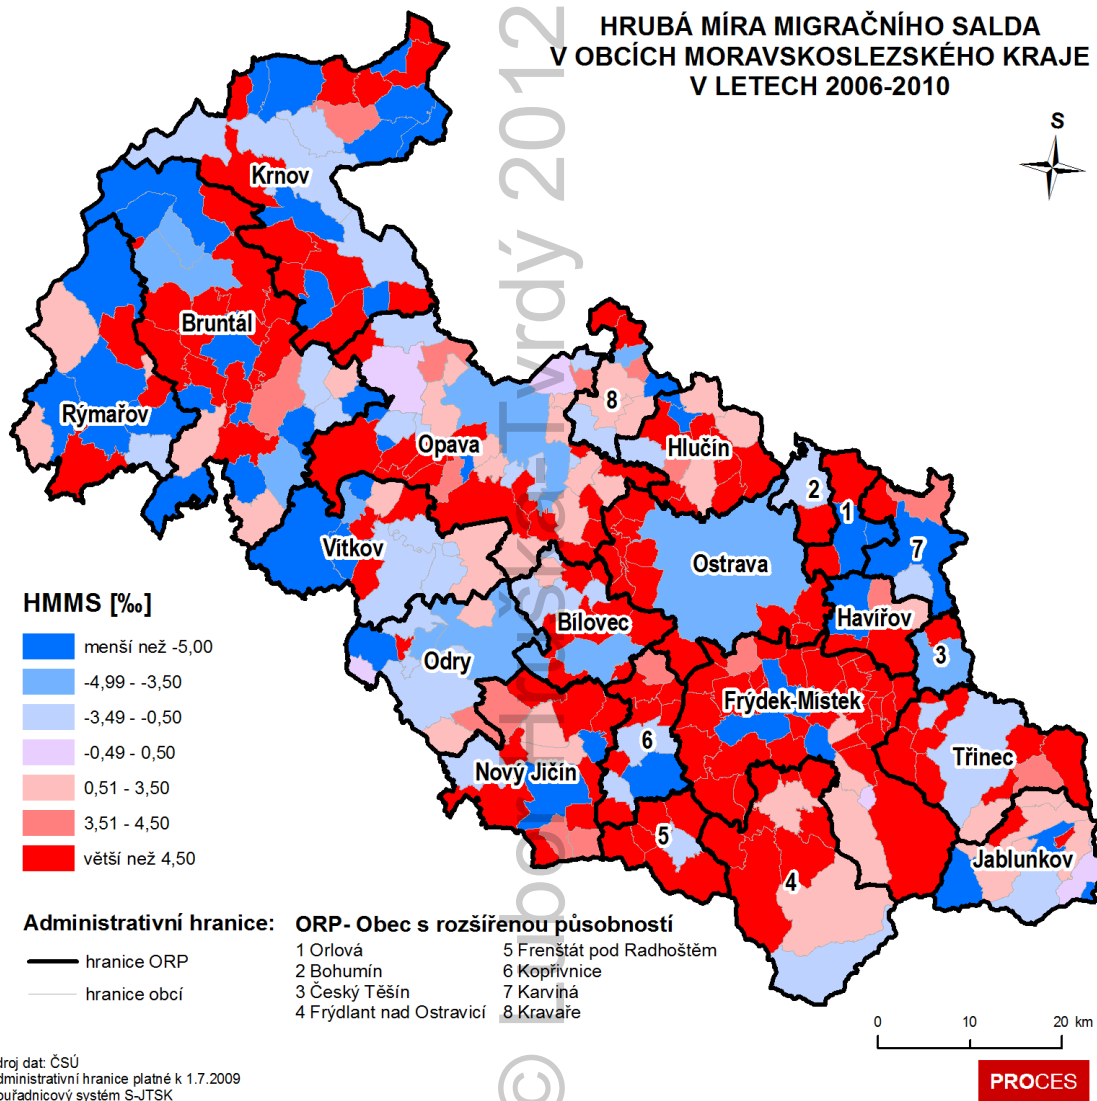 HRUBÁ MÍRA MIGRAČNÍHO SALDA
V OBCÍCH MORAVSKOSLEZSKÉHO KRAJE
V LETECH 2006-2010
S
Krnov
Bruntál
Rýmařov
8
Opava
Hlučín
2
1
Vítkov
Ostrava
7
Havířov
Bílovec
Odry
3
Frýdek-Místek
6
Nový Jičín
Třinec
5
Jablunkov
4
HMMS [‰]
menší než -5,00
-4,99 - -3,50
-3,49 - -0,50
-0,49 - 0,50
0,51 - 3,50
3,51 - 4,50
větší než 4,50
Administrativní hranice:
hranice ORP
hranice obcí
ORP- Obec s rozšířenou působností
1 Orlová
2 Bohumín
3 Český Těšín
4 Frýdlant nad Ostravicí
5 Frenštát pod Radhoštěm
6 Kopřivnice
7 Karviná
8 Kravaře
0 10 20 km
PROCES
droj dat: ČSÚ
dministrativní hranice platné k 1.7.2009
ouřadnicový systém S-JTSK